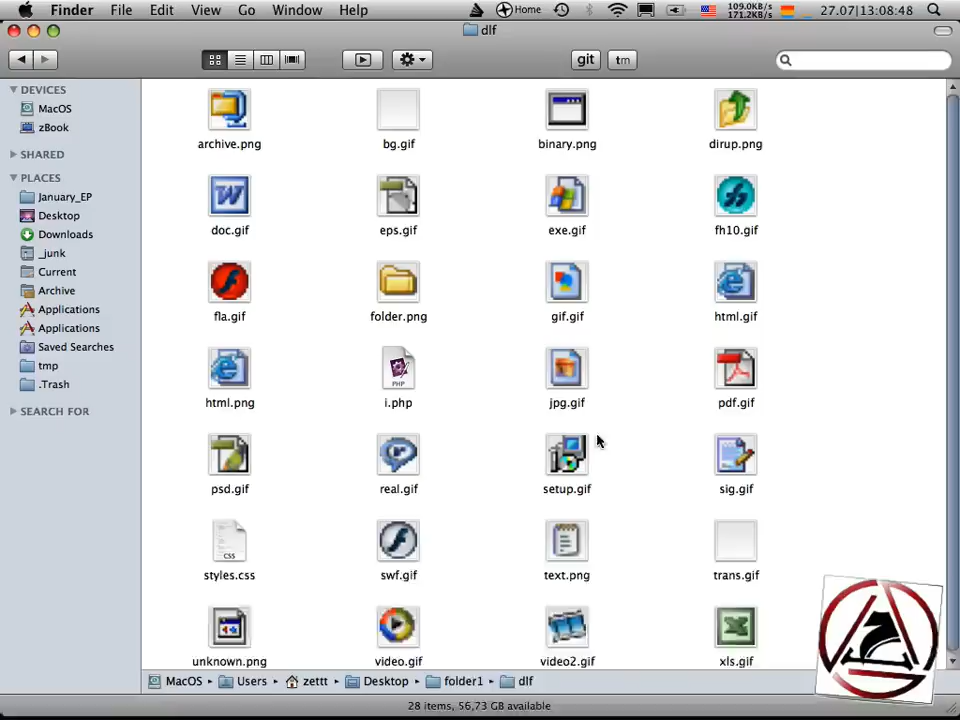 Finder File Edit View Go Window Help Home 109.0KB/s 171.2KB/s 27.07|13:08:48
dlf
git tm
DEVICES
MacOS
zBook
SHARED
PLACES
January_EP
Desktop
Downloads
_junk
Current
Archive
Applications
Applications
Saved Searches
tmp
.Trash
SEARCH FOR
archive.png bg.gif binary.png dirup.png
doc.gif eps.gif exe.gif fh10.gif
fla.gif folder.png gif.gif html.gif
PHP
html.png i.php jpg.gif pdf.gif
psd.gif real.gif setup.gif sig.gif
CSS
styles.css swf.gif text.png trans.gif
unknown.png video.gif video2.gif xls.gif
MacOS Users zettt Desktop folder1 dlf
28 items, 56,73 GB available